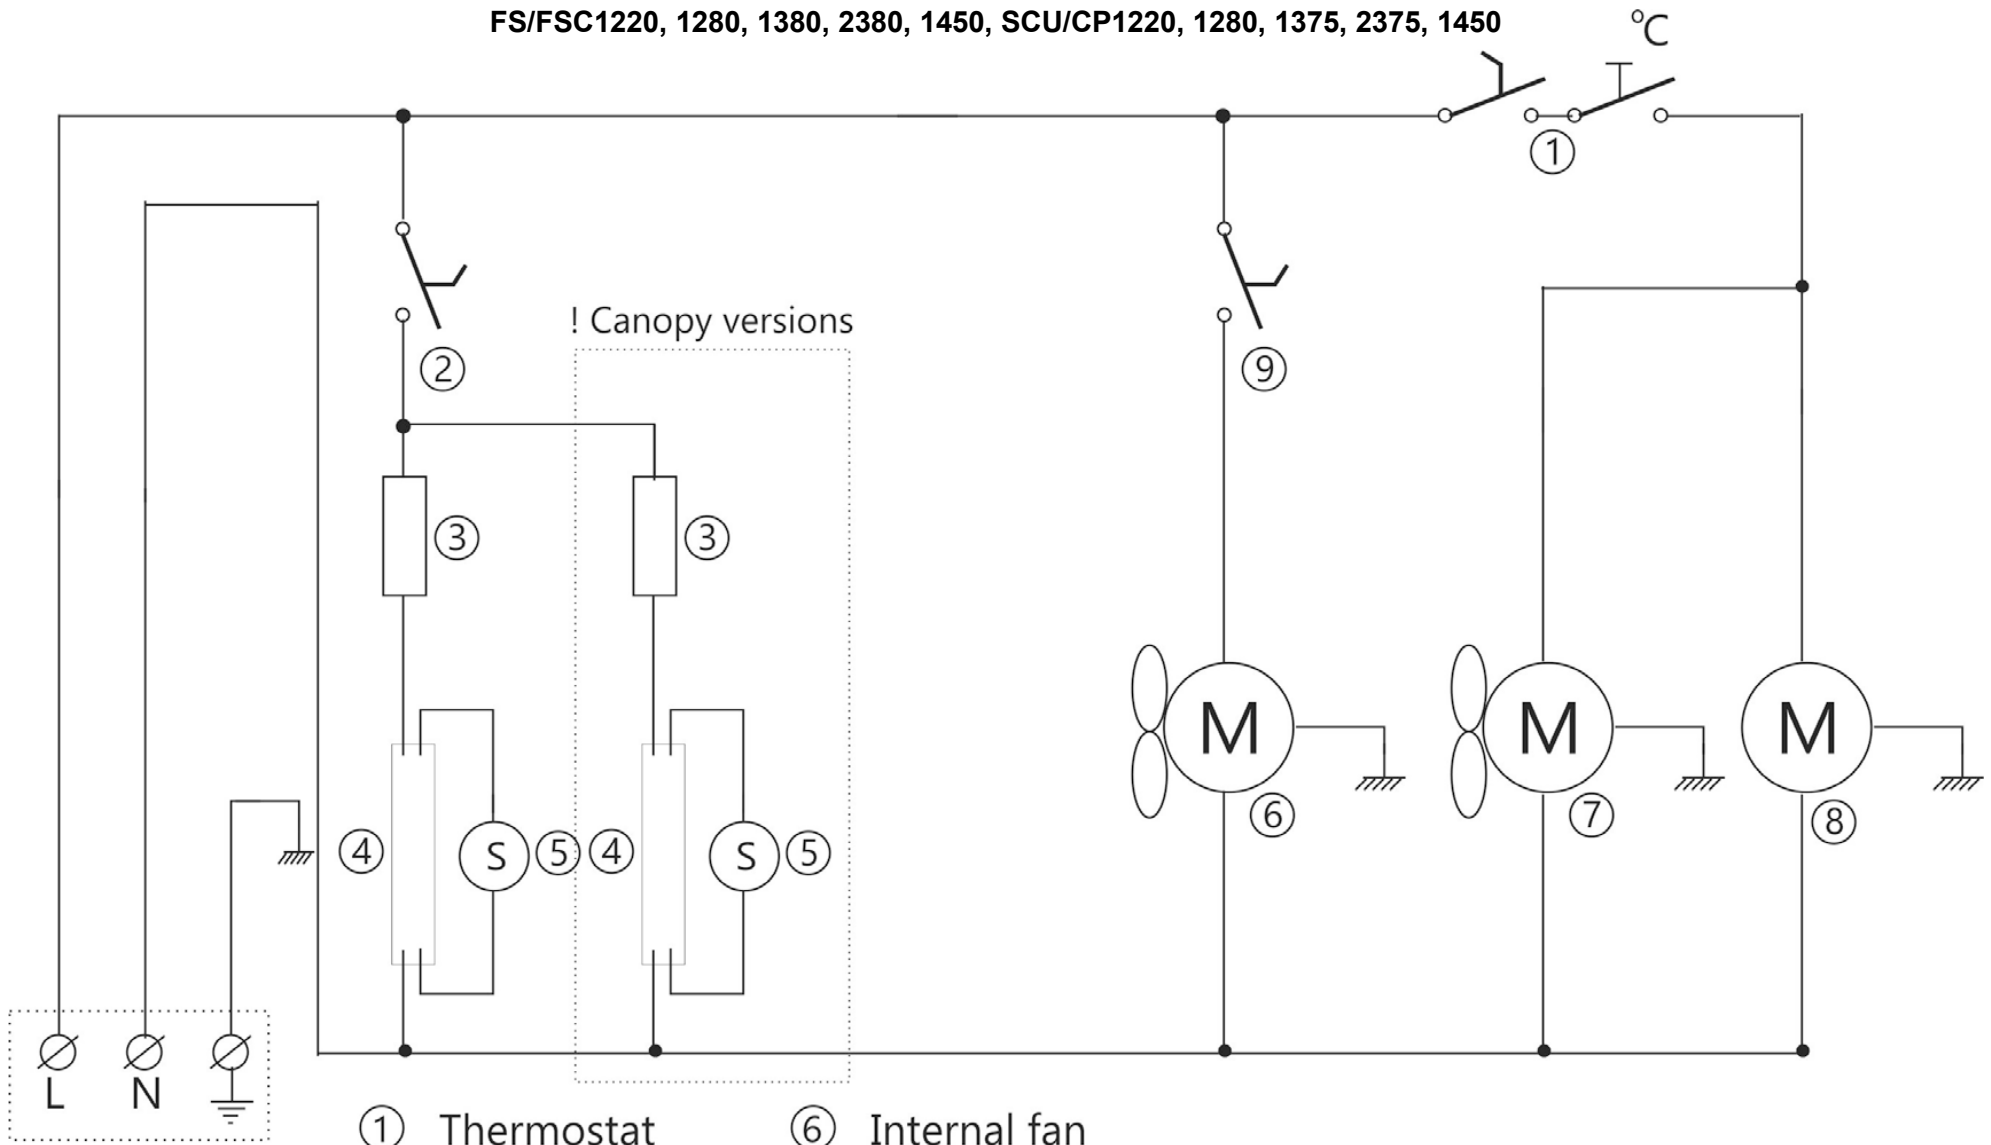 FS/FSC1220, 1280, 1380, 2380, 1450, SCU/CP1220, 1280, 1375, 2375, 1450
°C
①
! Canopy versions
② ⑨
③ ③
M M M
⑥ ⑦ ⑧
④ S ⑤ ④ S ⑤
L N
① Thermostat ⑥ Internal fan